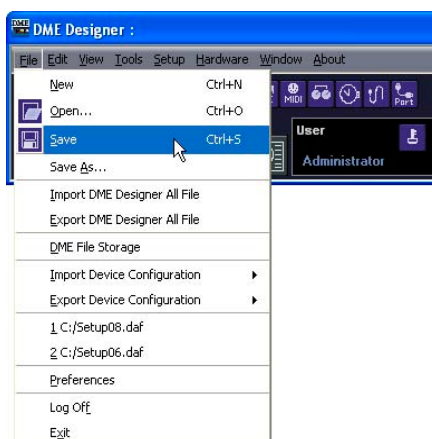 DME Designer :
File Edit View Tools Setup Hardware Window About
New Ctrl+N
MIDI
Port
Open... Ctrl+O
Save Ctrl+S
User
Administrator
Save As...
Import DME Designer All File
Export DME Designer All File
DME File Storage
Import Device Configuration
Export Device Configuration
1 C:/Setup08.daf
2 C:/Setup06.daf
Preferences
Log Off
Exit